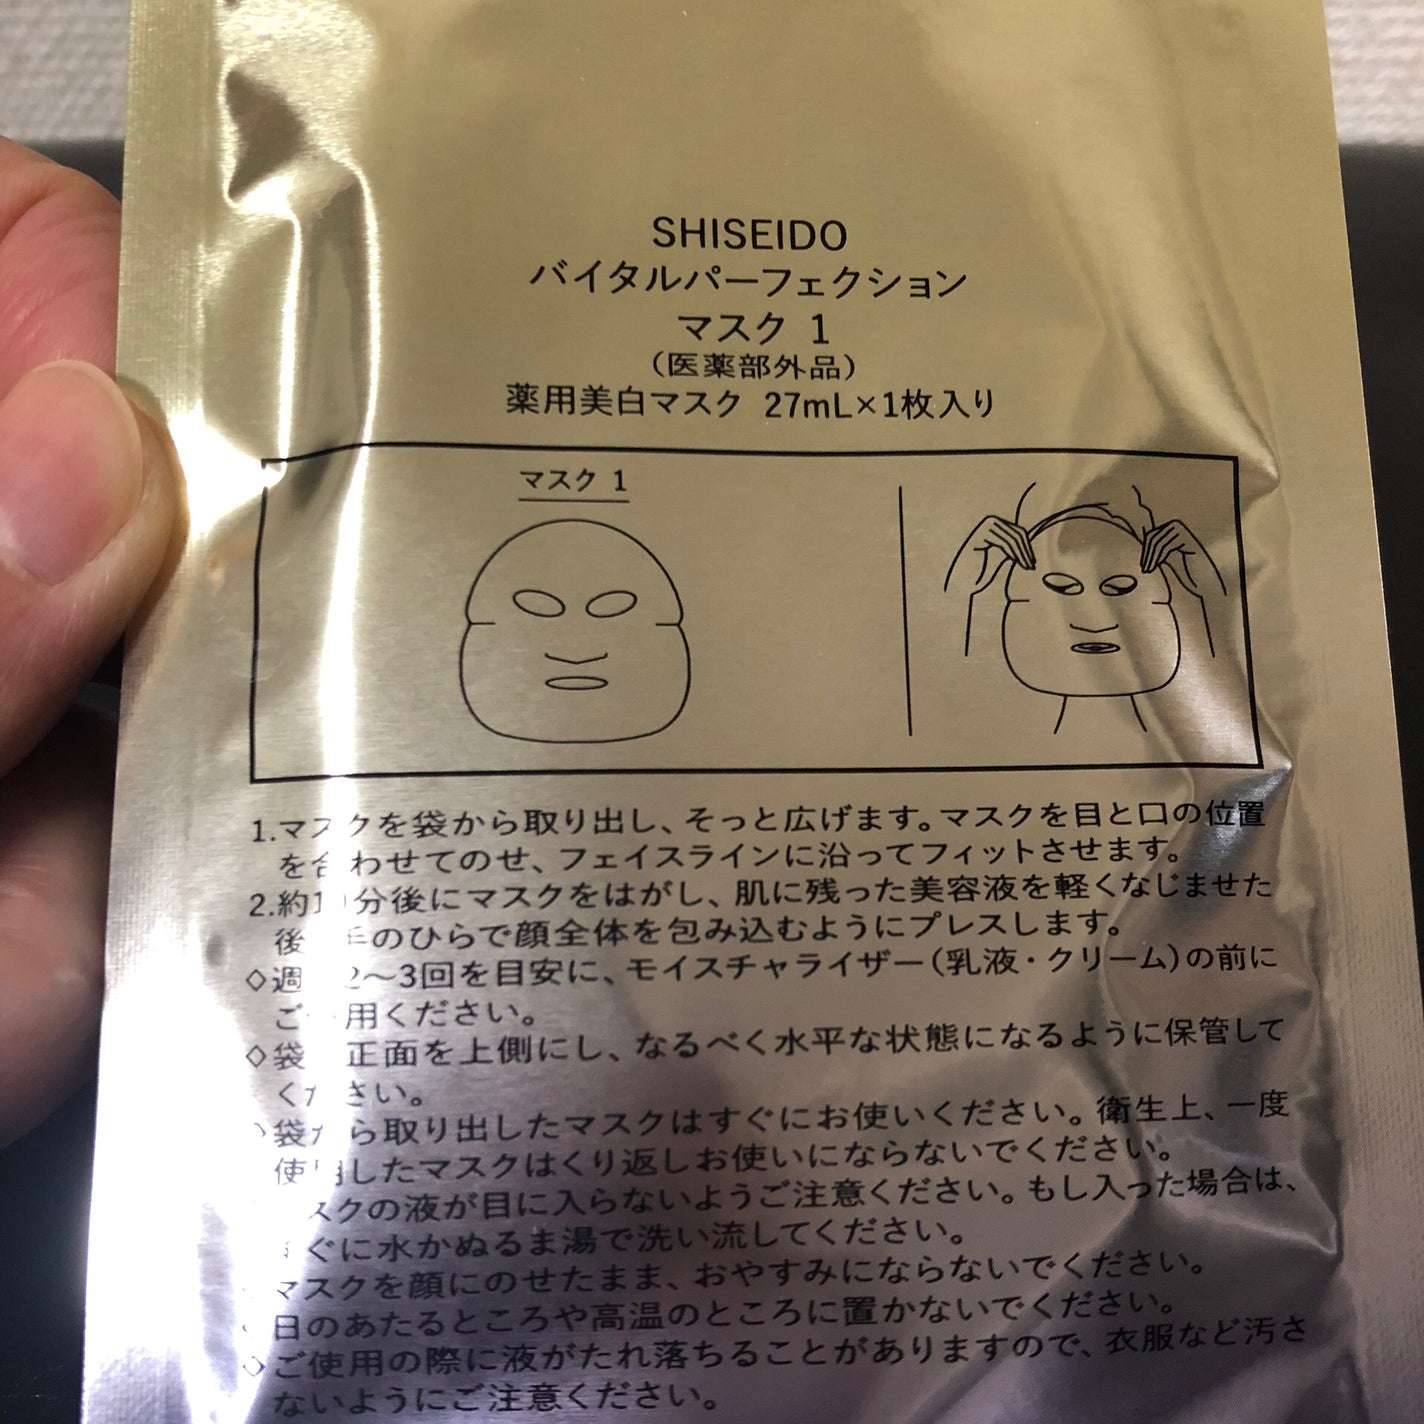 SHISEIDO
バイタルパーフェクション
マスク 1
（医薬部外品）
薬用美白マスク 27mL×1枚入り
マスク 1
1.マスクを袋から取り出し、そっと広げます。マスクを目と口の位置
を合わせてのせ、フェイスラインに沿ってフィットさせます。
2.約1 分後にマスクをはがし、肌に残った美容液を軽くなじませた
後 手のひらで顔全体を包み込むようにプレスします。
◇週 2〜3回を目安に、モイスチャライザー（乳液・クリーム）の前に
ご 用ください。
◇袋 正面を上側にし、なるべく水平な状態になるように保管して
ください。
◇袋から取り出したマスクはすぐにお使いください。衛生上、一度
使用したマスクはくり返しお使いにならないでください。
スクの液が目に入らないようご注意ください。もし入った場合は、
すぐに水かぬるま湯で洗い流してください。
マスクを顔にのせたまま、おやすみにならないでください。
日のあたるところや高温のところに置かないでください。
◇ご使用の際に液がたれ落ちることがありますので、衣服など汚さ
ないようにご注意ください。